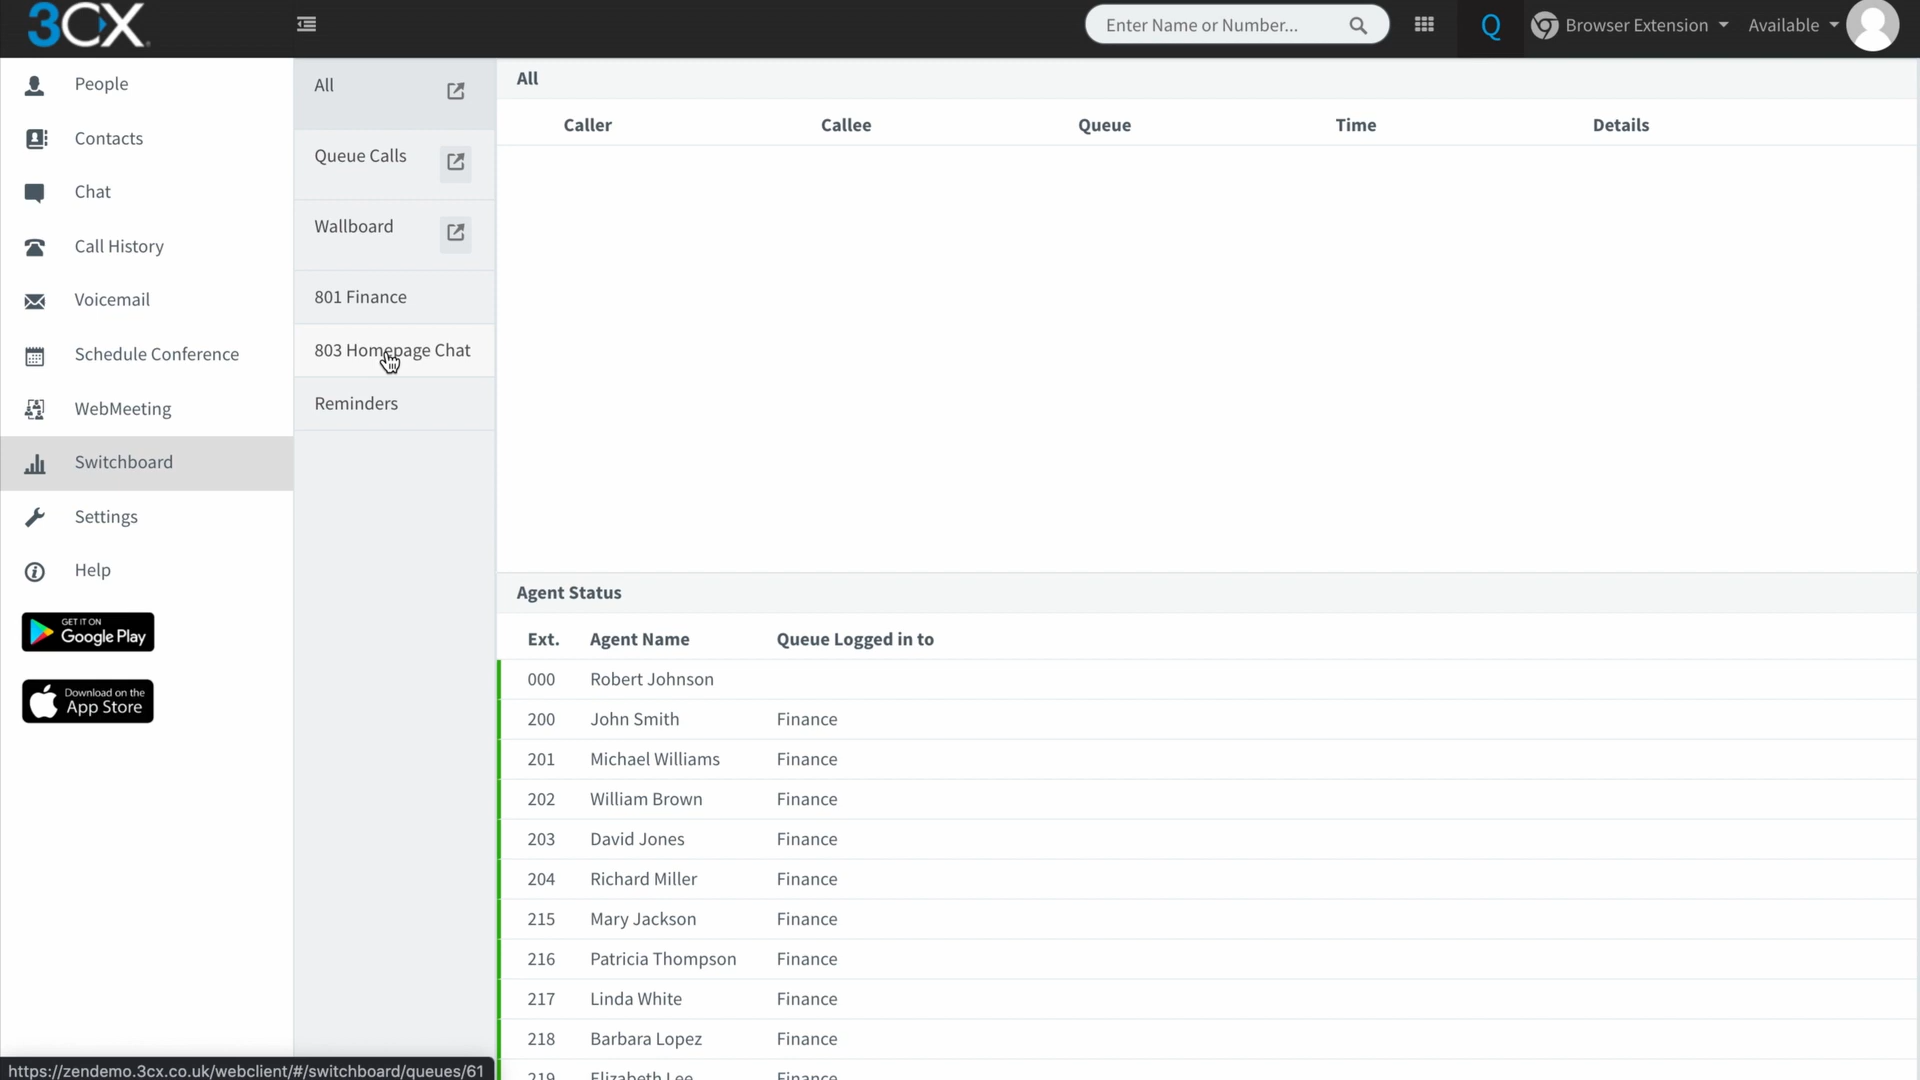 3CX
Enter Name or Number...
Q
Browser Extension
Available
People
Contacts
Chat
Call History
Voicemail
Schedule Conference
WebMeeting
Switchboard
Settings
Help
GET IT ON
Google Play
Download on the
App Store
All
Queue Calls
Wallboard
801 Finance
803 Homepage Chat
Reminders
All
Caller Callee Queue Time Details
Agent Status
Ext. Agent Name Queue Logged in to
000 Robert Johnson
200 John Smith Finance
201 Michael Williams Finance
202 William Brown Finance
203 David Jones Finance
204 Richard Miller Finance
215 Mary Jackson Finance
216 Patricia Thompson Finance
217 Linda White Finance
218 Barbara Lopez Finance
219 Elizabeth Lee Finance
https://zendemo.3cx.co.uk/webclient/#/switchboard/queues/61